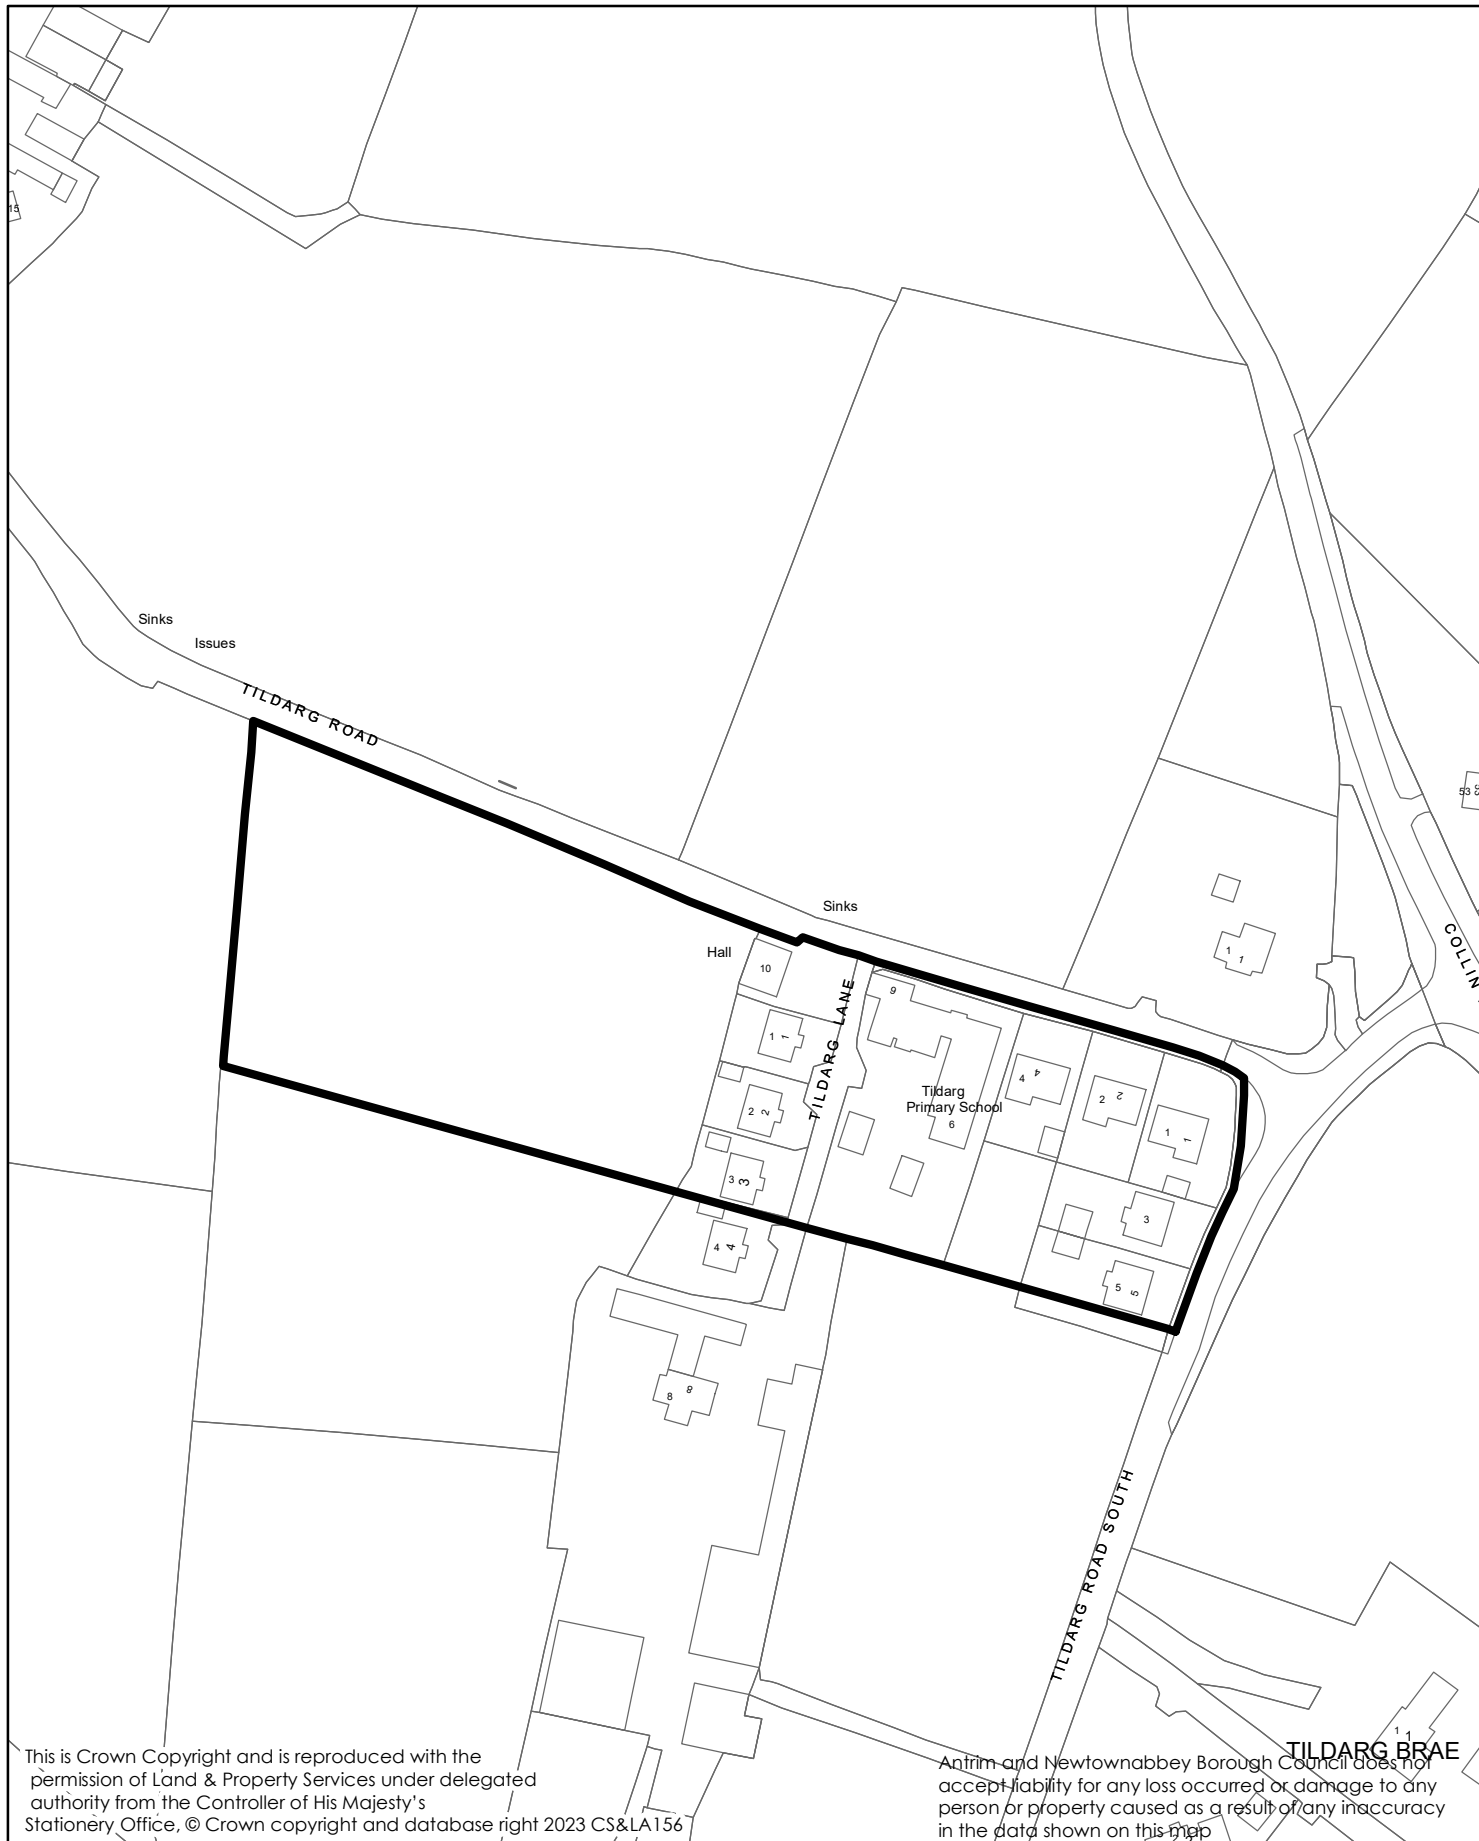 15
Sinks
Issues
TILDARG ROAD
53
Sinks
Hall
10
TILDARG LANE
9
1
1
COLLIN
1
1
Tildarg
Primary School
6
4
4
2
2
1
1
2
2
3
3
3
4
4
5
5
8
8
TILDARG ROAD SOUTH
1
1
TILDARG BRAE
This is Crown Copyright and is reproduced with the
permission of Land & Property Services under delegated
authority from the Controller of His Majesty's
Stationery Office, © Crown copyright and database right 2023 CS&LA156
Antrim and Newtownabbey Borough Council does not
accept liability for any loss occurred or damage to any
person or property caused as a result of any inaccuracy
in the data shown on this map